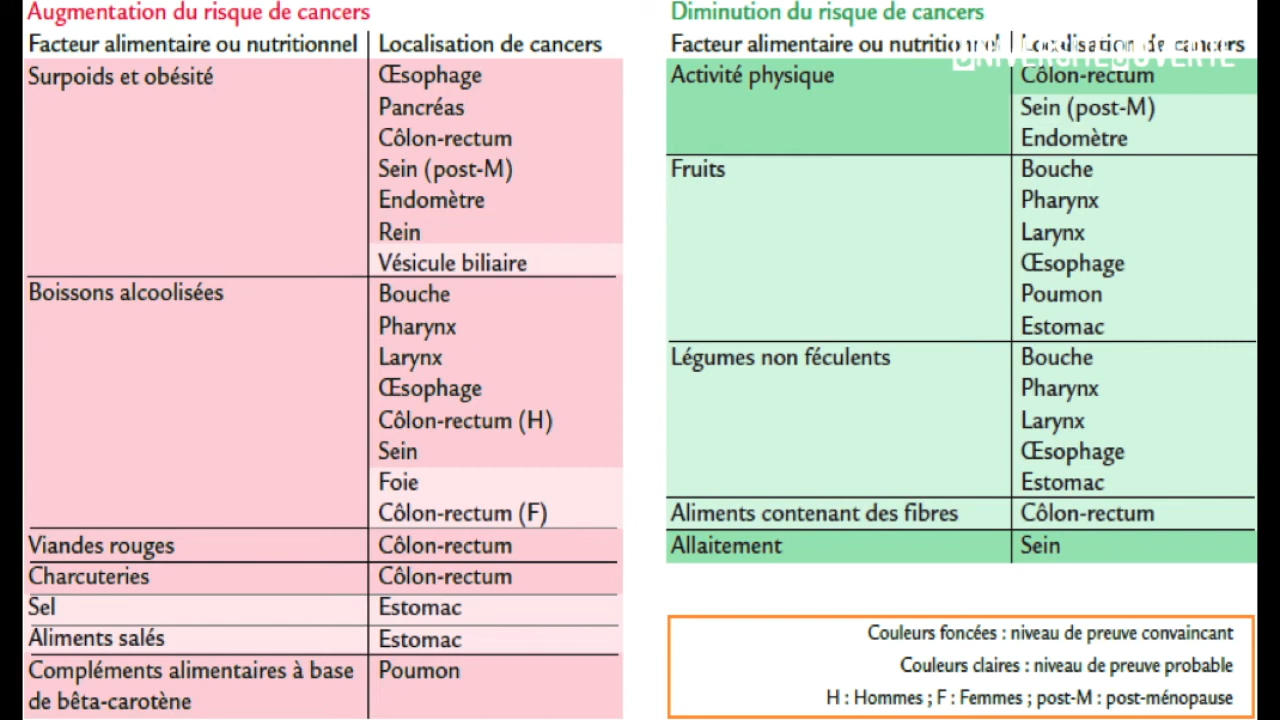 Augmentation du risque de cancers
Facteur alimentaire ou nutritionnel Localisation de cancers
Surpoids et obésité Œsophage
Pancréas
Côlon-rectum
Sein (post-M)
Endomètre
Rein
Vésicule biliaire
Boissons alcoolisées Bouche
Pharynx
Larynx
Œsophage
Côlon-rectum (H)
Sein
Foie
Côlon-rectum (F)
Viandes rouges Côlon-rectum
Charcuteries Côlon-rectum
Sel Estomac
Aliments salés Estomac
Compléments alimentaires à base Poumon
de bêta-carotène
Diminution du risque de cancers
Facteur alimentaire ou nutritionnel Localisation de cancers
Activité physique Côlon-rectum
Sein (post-M)
Endomètre
Fruits Bouche
Pharynx
Larynx
Œsophage
Poumon
Estomac
Légumes non féculents Bouche
Pharynx
Larynx
Œsophage
Estomac
Aliments contenant des fibres Côlon-rectum
Allaitement Sein
Couleurs foncées : niveau de preuve convaincant
Couleurs claires : niveau de preuve probable
H : Hommes ; F : Femmes ; post-M : post-ménopause